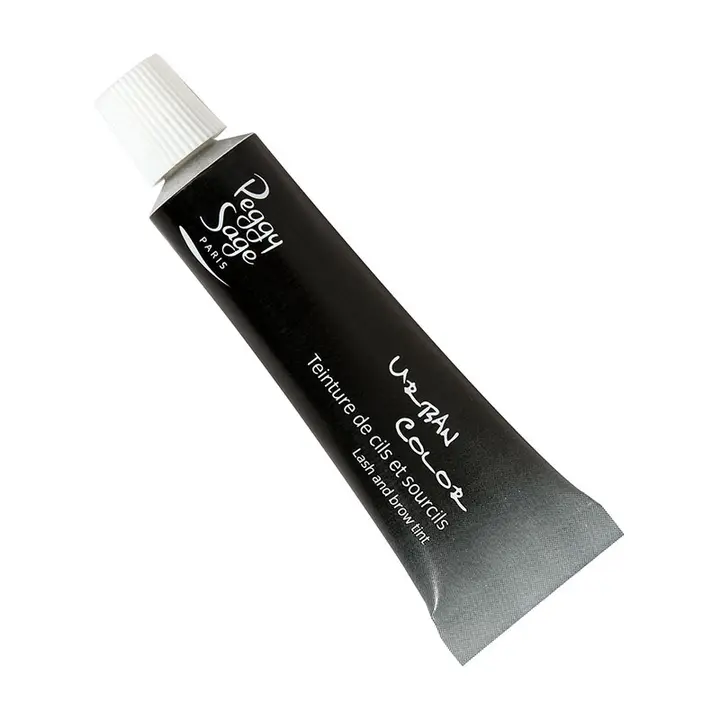 Peggy
Sage
PARIS
URBAN
COLOR
Teinture de cils et sourcils
Lash and brow tint